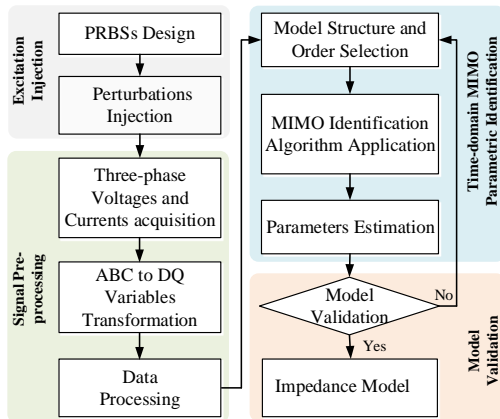 Excitation
Injection
PRBSs Design
Perturbations
Injection
Signal Pre-
processing
Three-phase
Voltages and
Currents acquisition
ABC to DQ
Variables
Transformation
Data
Processing
Model Structure and
Order Selection
MIMO Identification
Algorithm Application
Parameters Estimation
Time-domain MIMO
Parametric Identification
Model
Validation
No
Yes
Impedance Model
Model
Validation